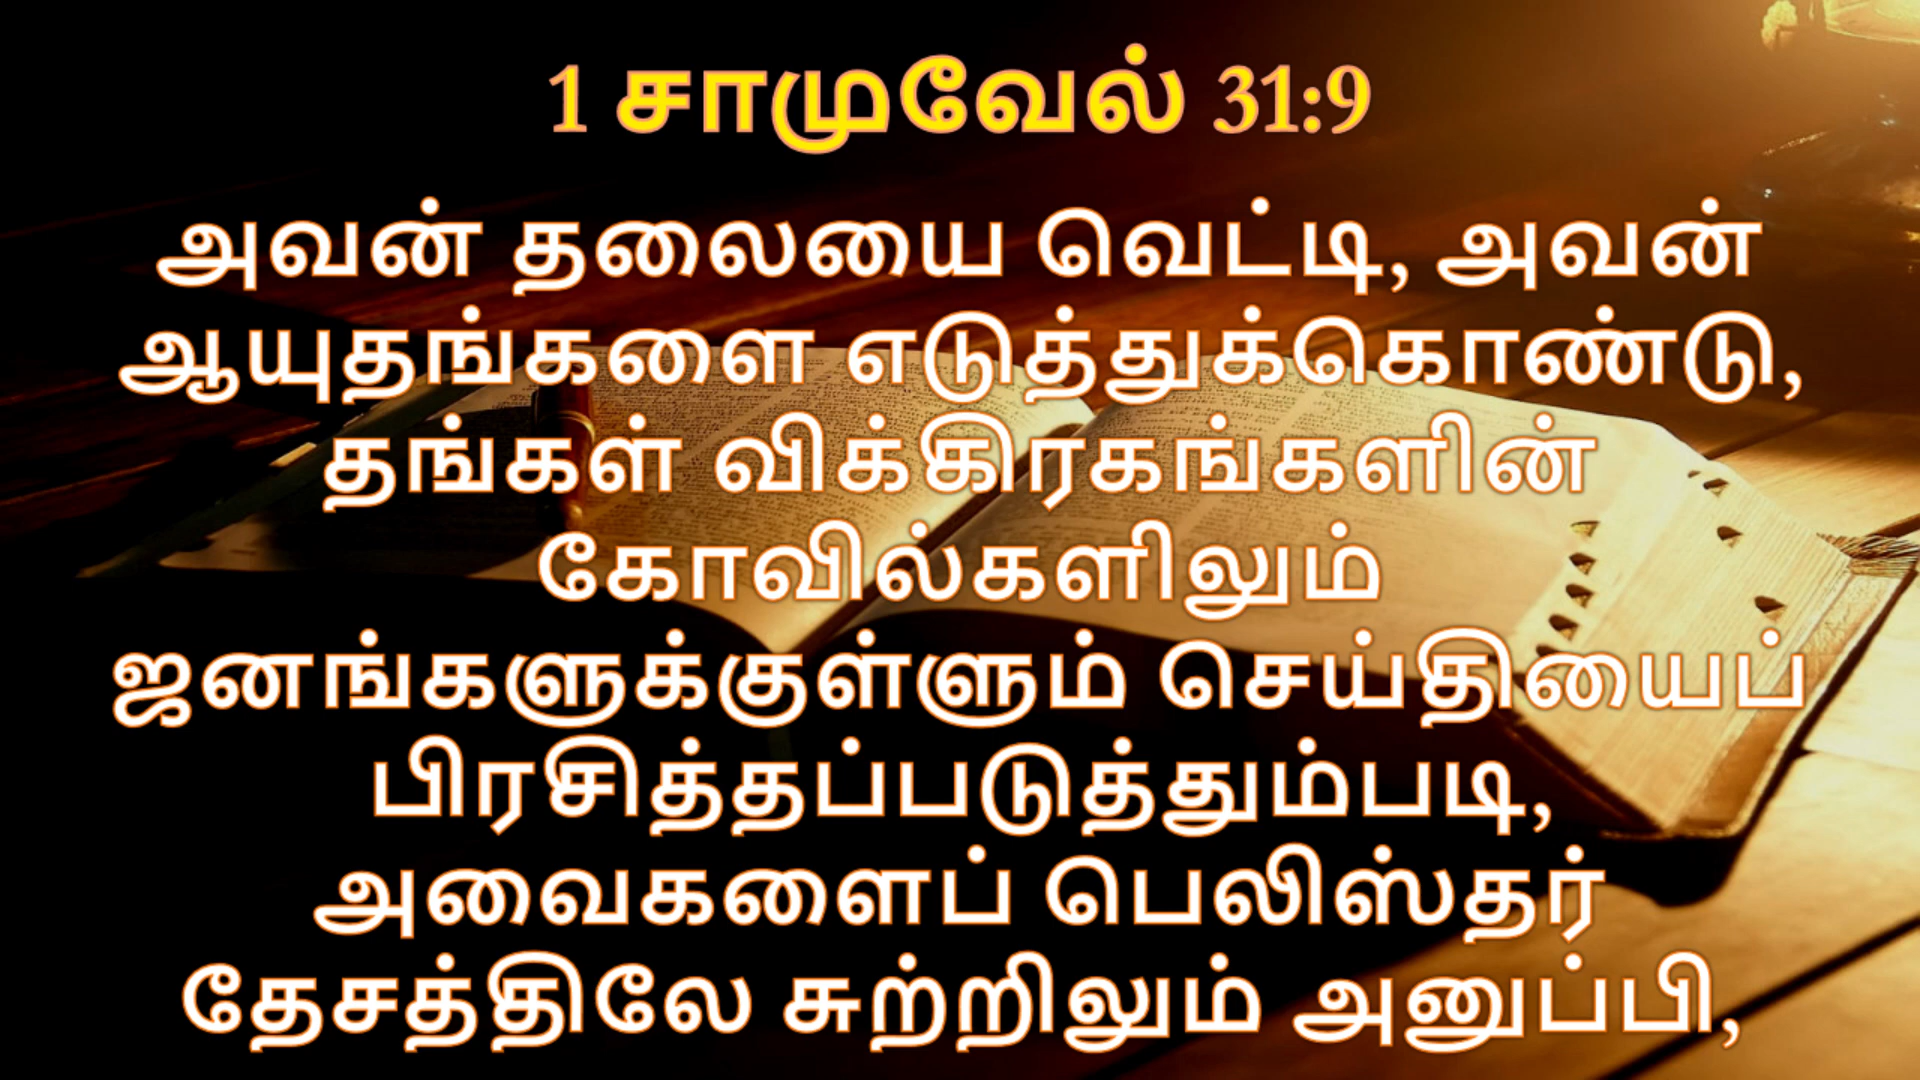 1 சாமுவேல் 31:9
அவன் தலையை வெட்டி, அவன்
ஆயுதங்களை எடுத்துக்கொண்டு,
தங்கள் விக்கிரகங்களின்
கோவில்களிலும்
ஜனங்களுக்குள்ளும் செய்தியைப்
பிரசித்தப்படுத்தும்படி,
அவைகளைப் பெலிஸ்தர்
தேசத்திலே சுற்றிலும் அனுப்பி,